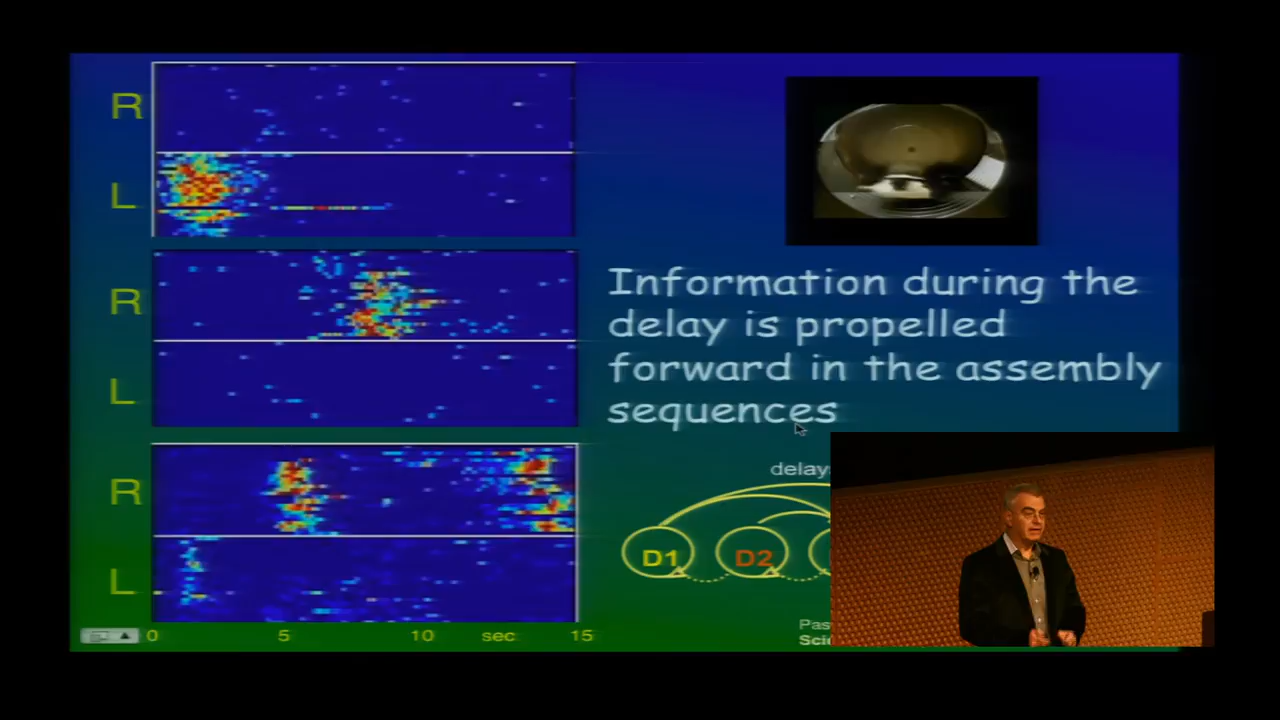 R
L
R
L
R
L
0 5 10 sec 15
Information during the
delay is propelled
forward in the assembly
sequences
delay
D1 D2